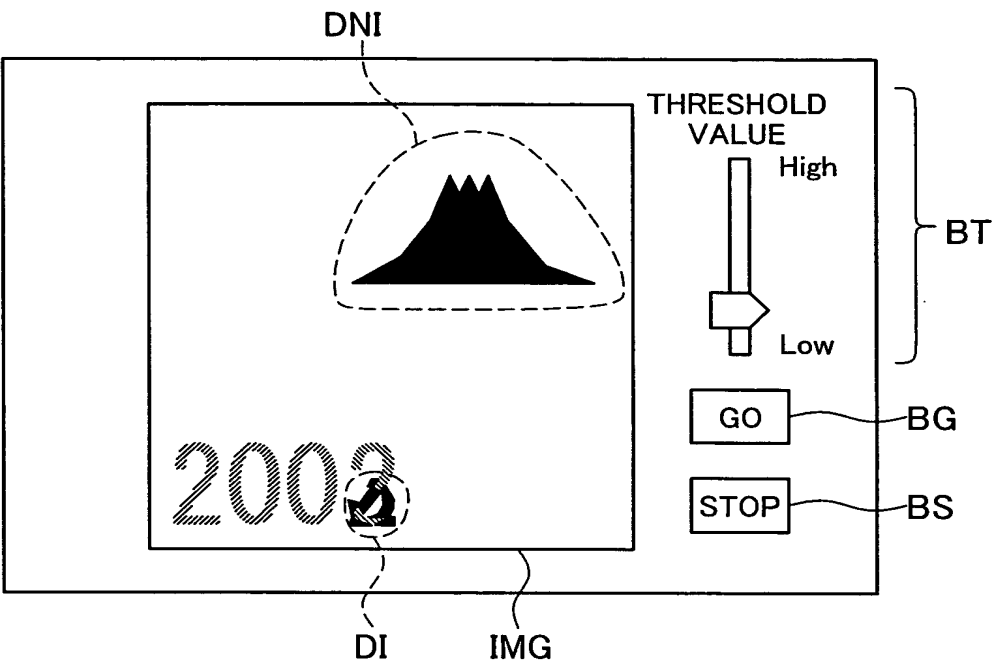 DNI
THRESHOLD
VALUE
High
BT
Low
GO
BG
STOP
BS
DI
IMG